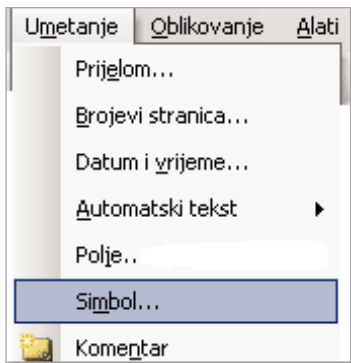 Umetanje Oblikovanje Alati
Prijelom...
Brojevi stranica...
Datum i vrijeme...
Automatski tekst
Polje..
Simbol...
Komentar